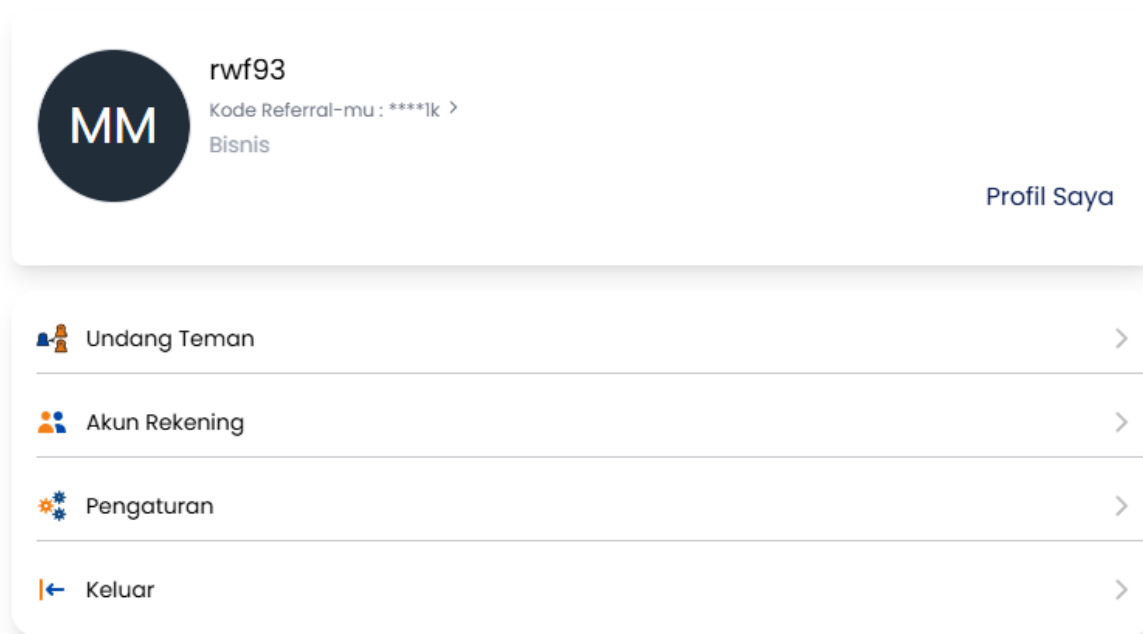 MM
rwf93
Kode Referral-mu : ****1k >
Bisnis
Profil Saya
Undang Teman
Akun Rekening
Pengaturan
Keluar